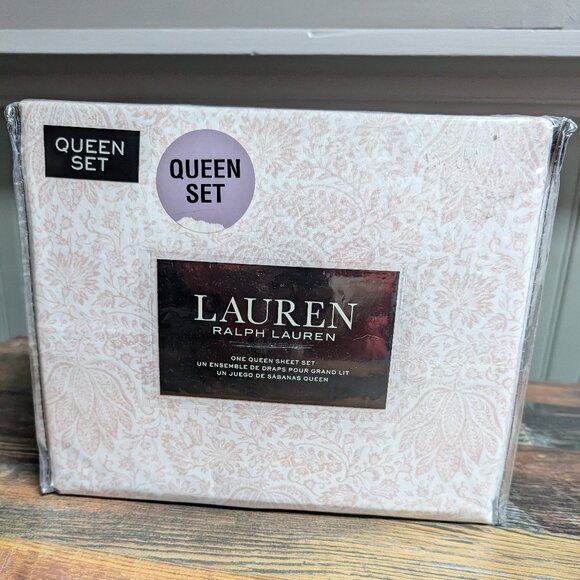 QUEEN
SET
QUEEN
SET
LAUREN
RALPH LAUREN
ONE QUEEN SHEET SET
UN ENSEMBLE DE DRAPS POUR GRAND LIT
UN JUEGO DE SÁBANAS QUEEN